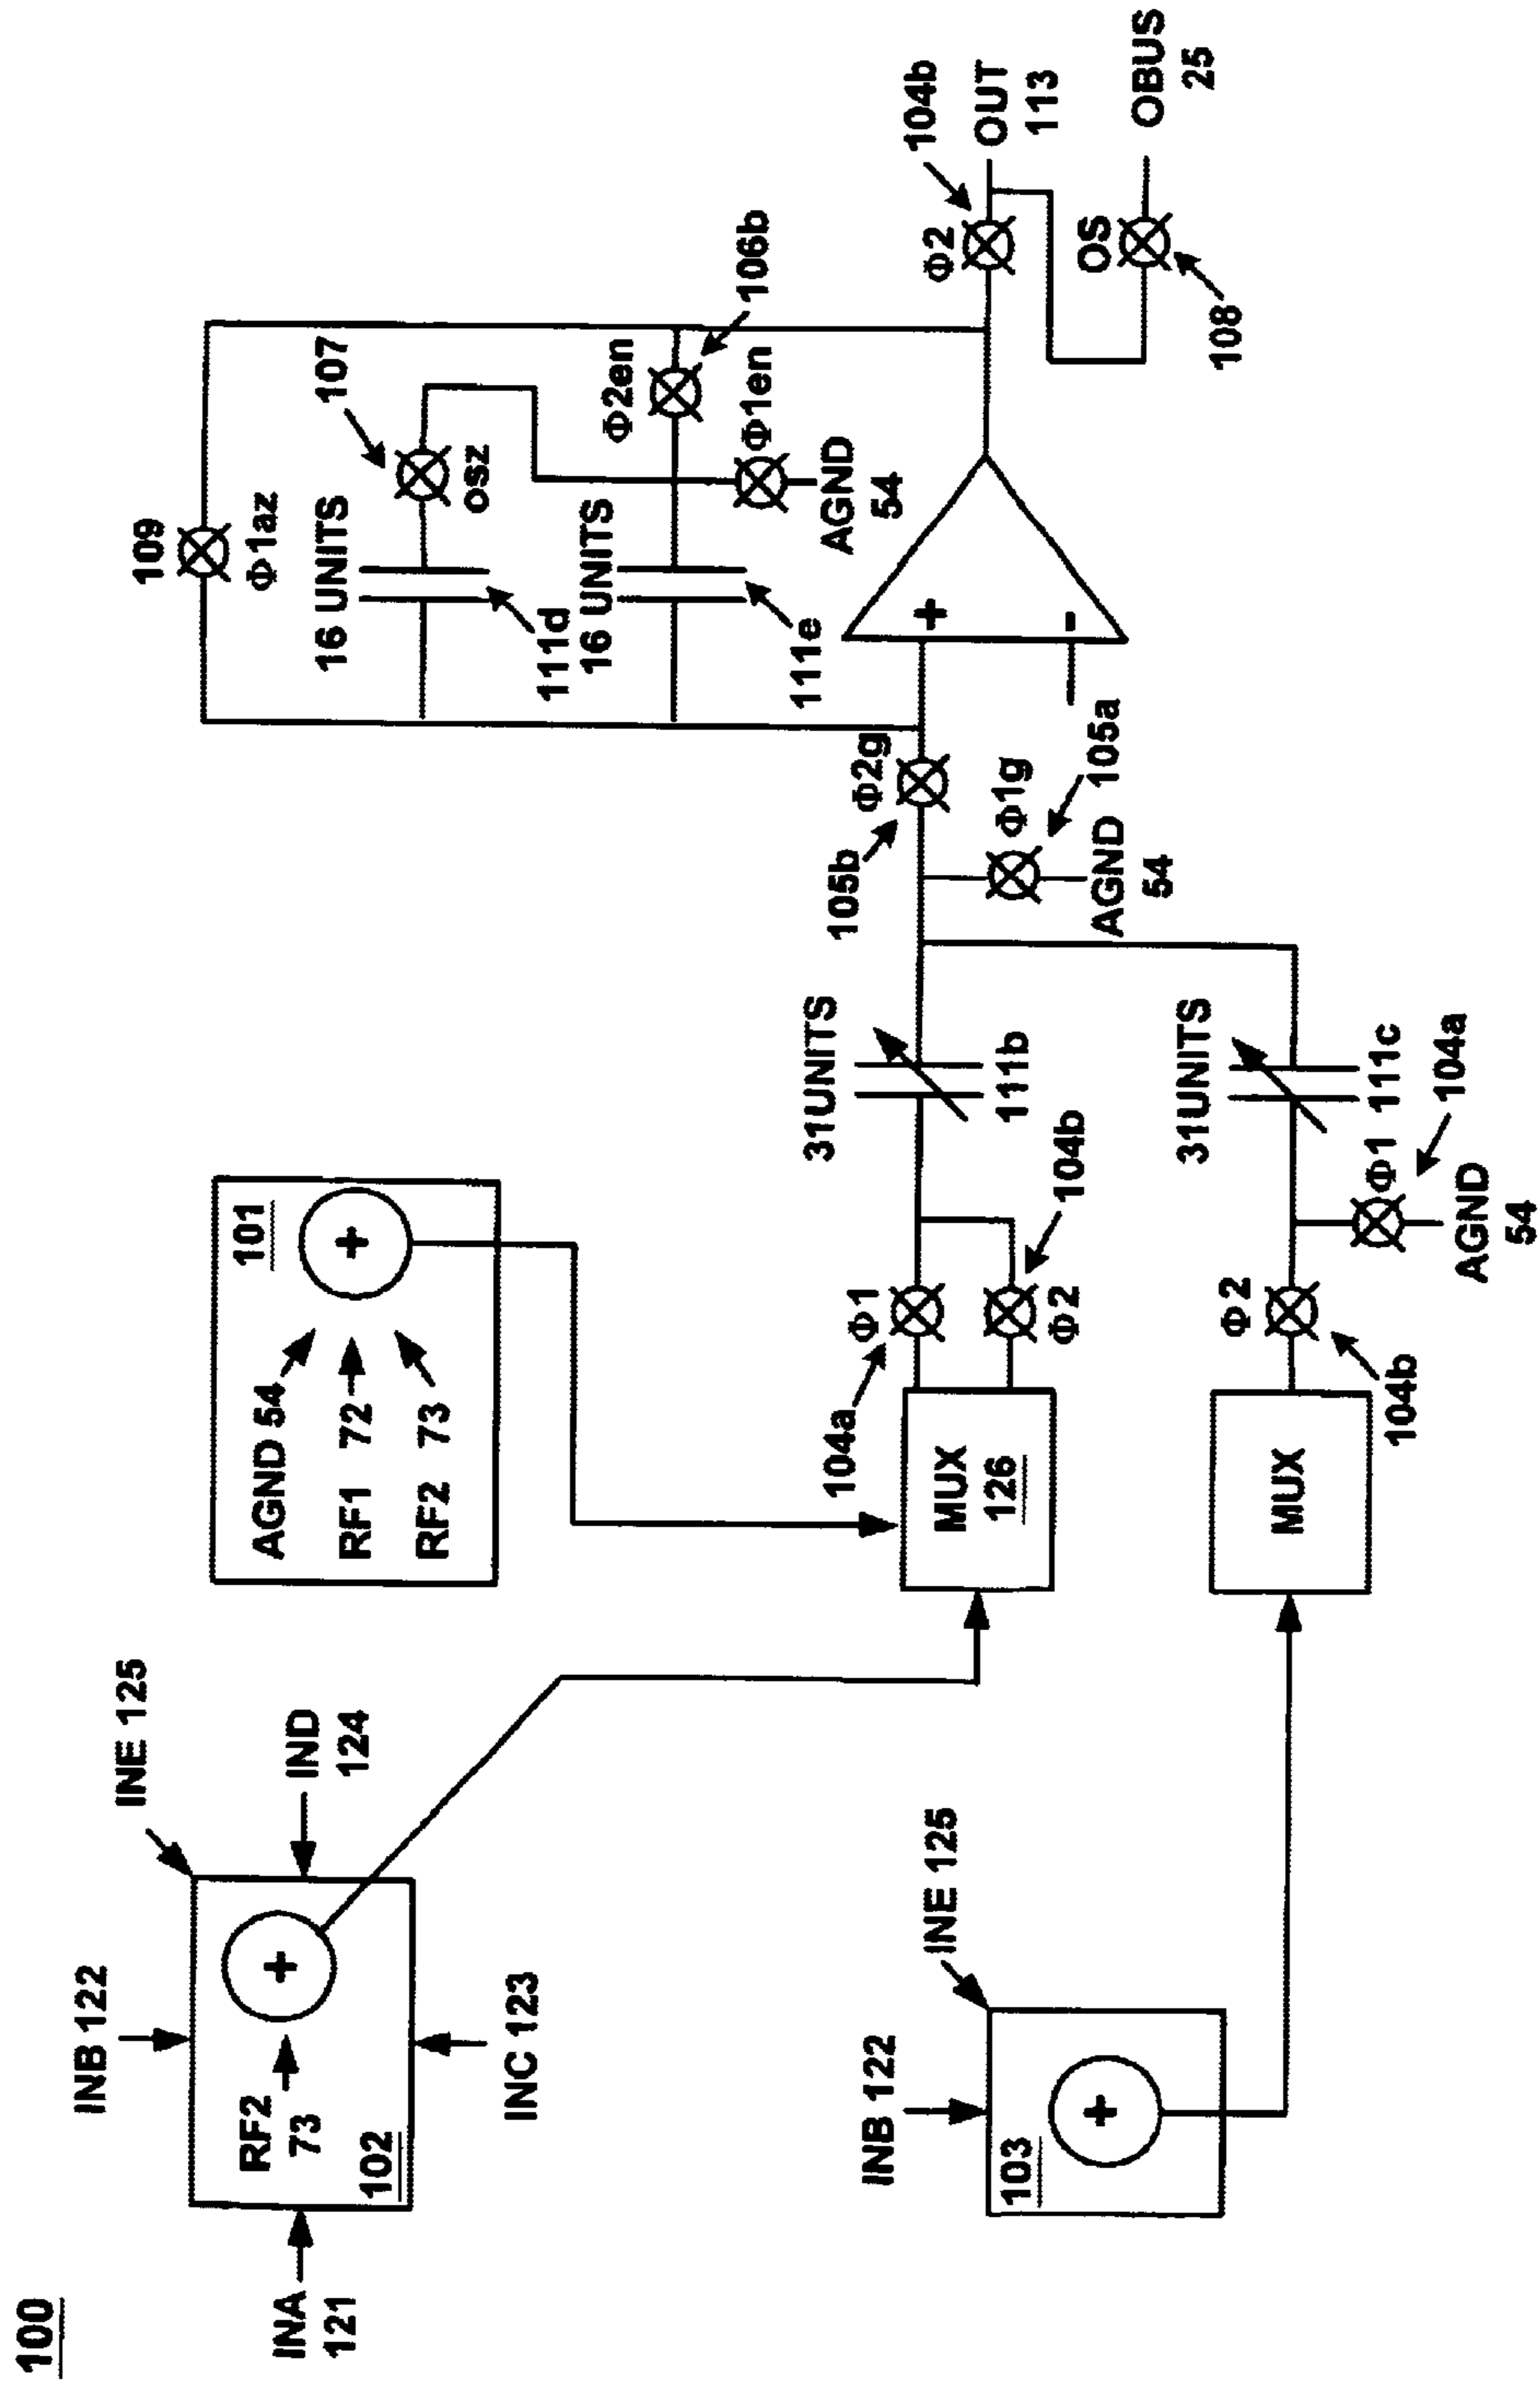 100
INA
121
INB 122
INE 125
IND
124
INC 123
RF2
73
102
101
AGND 54
RF1 72
RF2 73
INB 122
INE 125
103
MUX
126
MUX
104a
Φ1
Φ2
104b
Φ2
104b
Φ1
104a
AGND
54
31UNITS
111b
31UNITS
111c
105b
Φ2g
Φ1g
105a
AGND
54
109
Φ1az
16 UNITS
111d
107
osz
16 UNITS
111e
Φ2en
106b
Φ1en
AGND
54
+
-
Φ2
104b
OUT
113
OS
108
OBUS
25
+
+
+